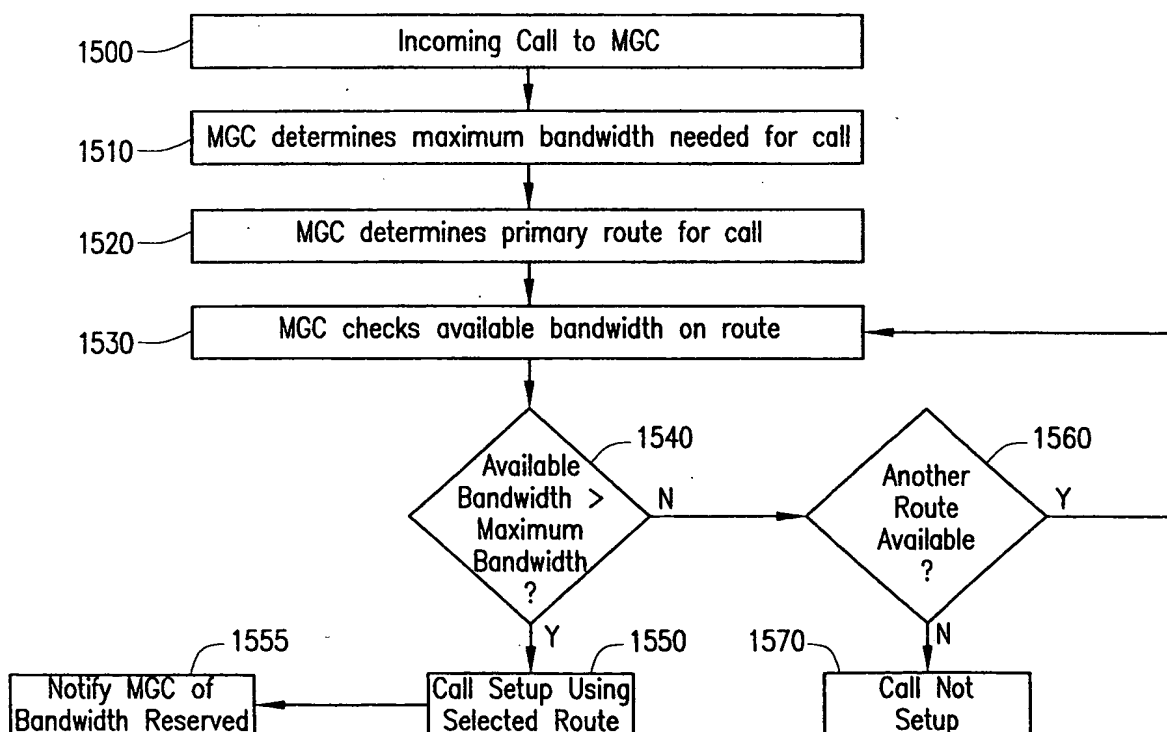 1500
Incoming Call to MGC
1510
MGC determines maximum bandwidth needed for call
1520
MGC determines primary route for call
1530
MGC checks available bandwidth on route
1540
Available
Bandwidth >
Maximum
Bandwidth
?
N
Y
1560
Another
Route
Available
?
Y
N
1555
Notify MGC of
Bandwidth Reserved
1550
Call Setup Using
Selected Route
1570
Call Not
Setup